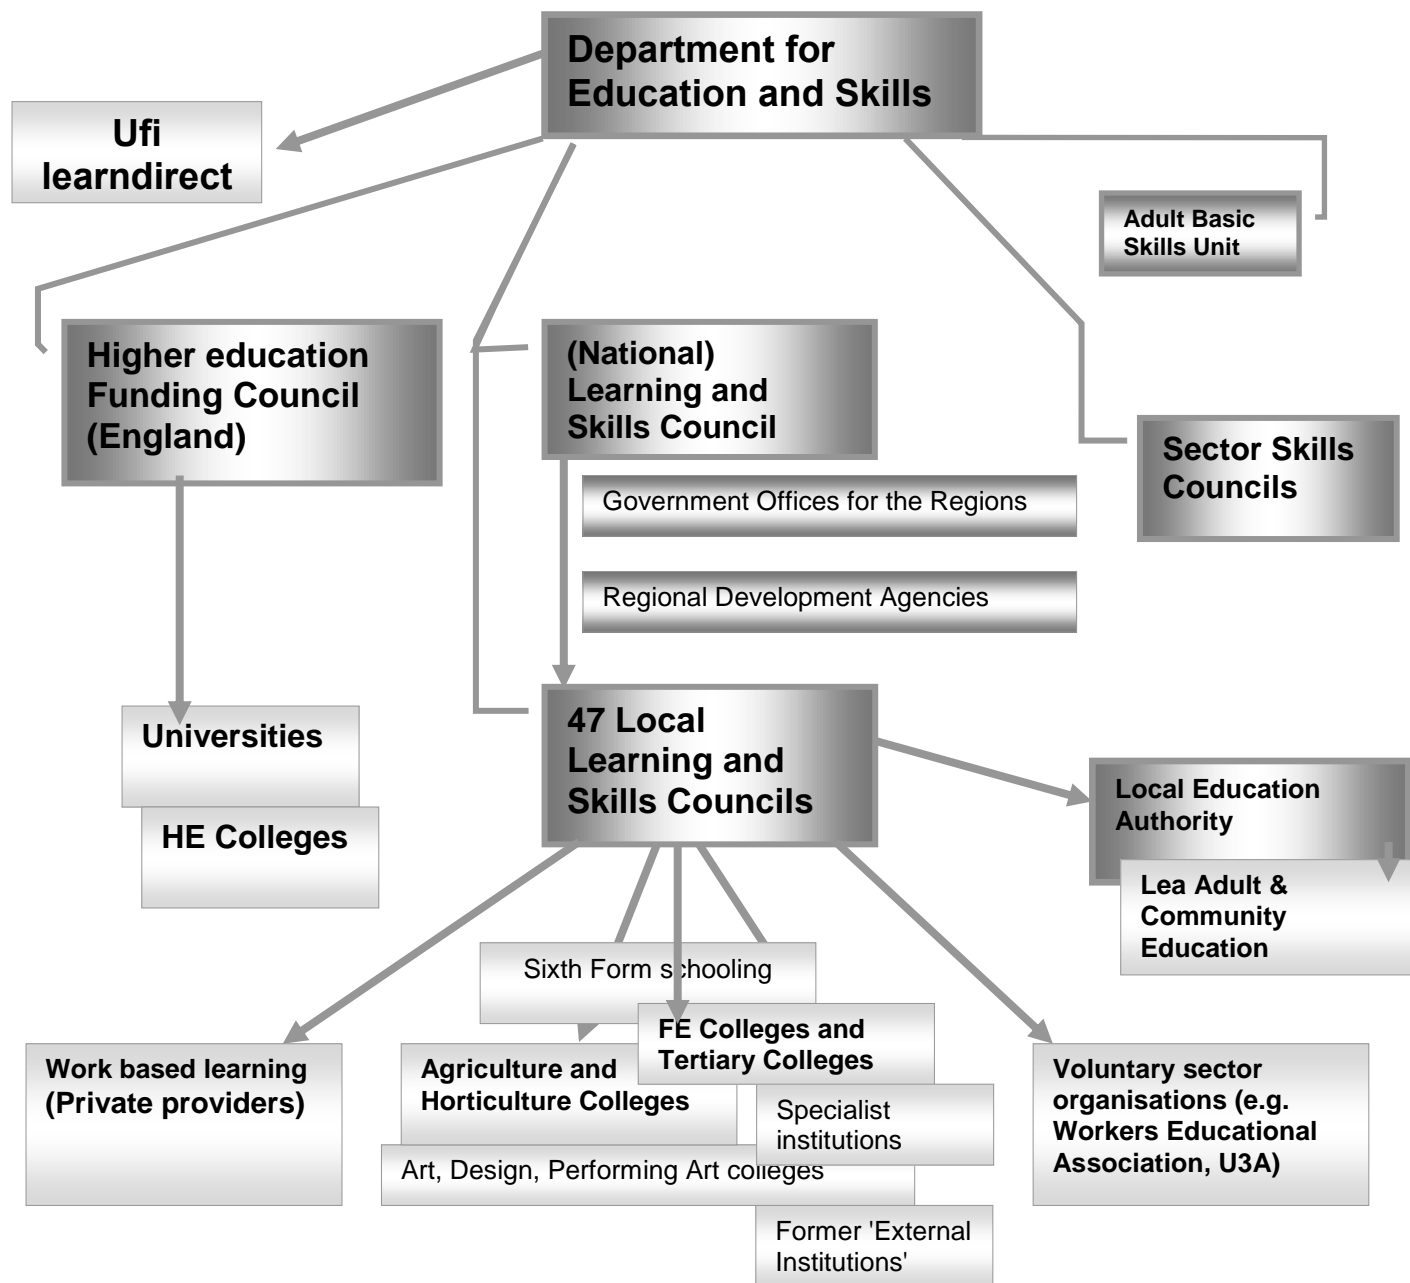 Department for
Education and Skills
Ufi
learndirect
Adult Basic
Skills Unit
Higher education
Funding Council
(England)
(National)
Learning and
Skills Council
Sector Skills
Councils
Government Offices for the Regions
Regional Development Agencies
47 Local
Learning and
Skills Councils
Universities
HE Colleges
Local Education
Authority
Lea Adult &
Community
Education
Sixth Form schooling
FE Colleges and
Tertiary Colleges
Work based learning
(Private providers)
Agriculture and
Horticulture Colleges
Voluntary sector
organisations (e.g.
Workers Educational
Association, U3A)
Specialist
institutions
Art, Design, Performing Art colleges
Former 'External
Institutions'